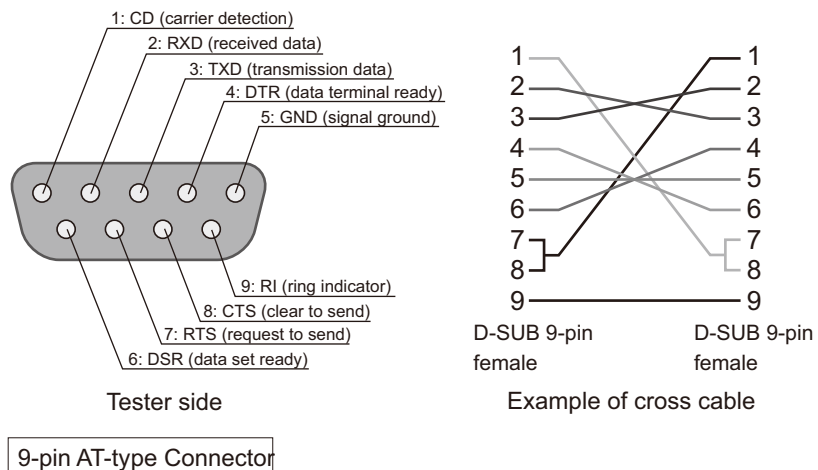 1: CD (carrier detection)
2: RXD (received data)
3: TXD (transmission data)
4: DTR (data terminal ready)
5: GND (signal ground)
9: RI (ring indicator)
8: CTS (clear to send)
7: RTS (request to send)
6: DSR (data set ready)
Tester side
1 1
2 2
3 3
4 4
5 5
6 6
7 7
8 8
9 9
D-SUB 9-pin female
D-SUB 9-pin female
Example of cross cable
9-pin AT-type Connector